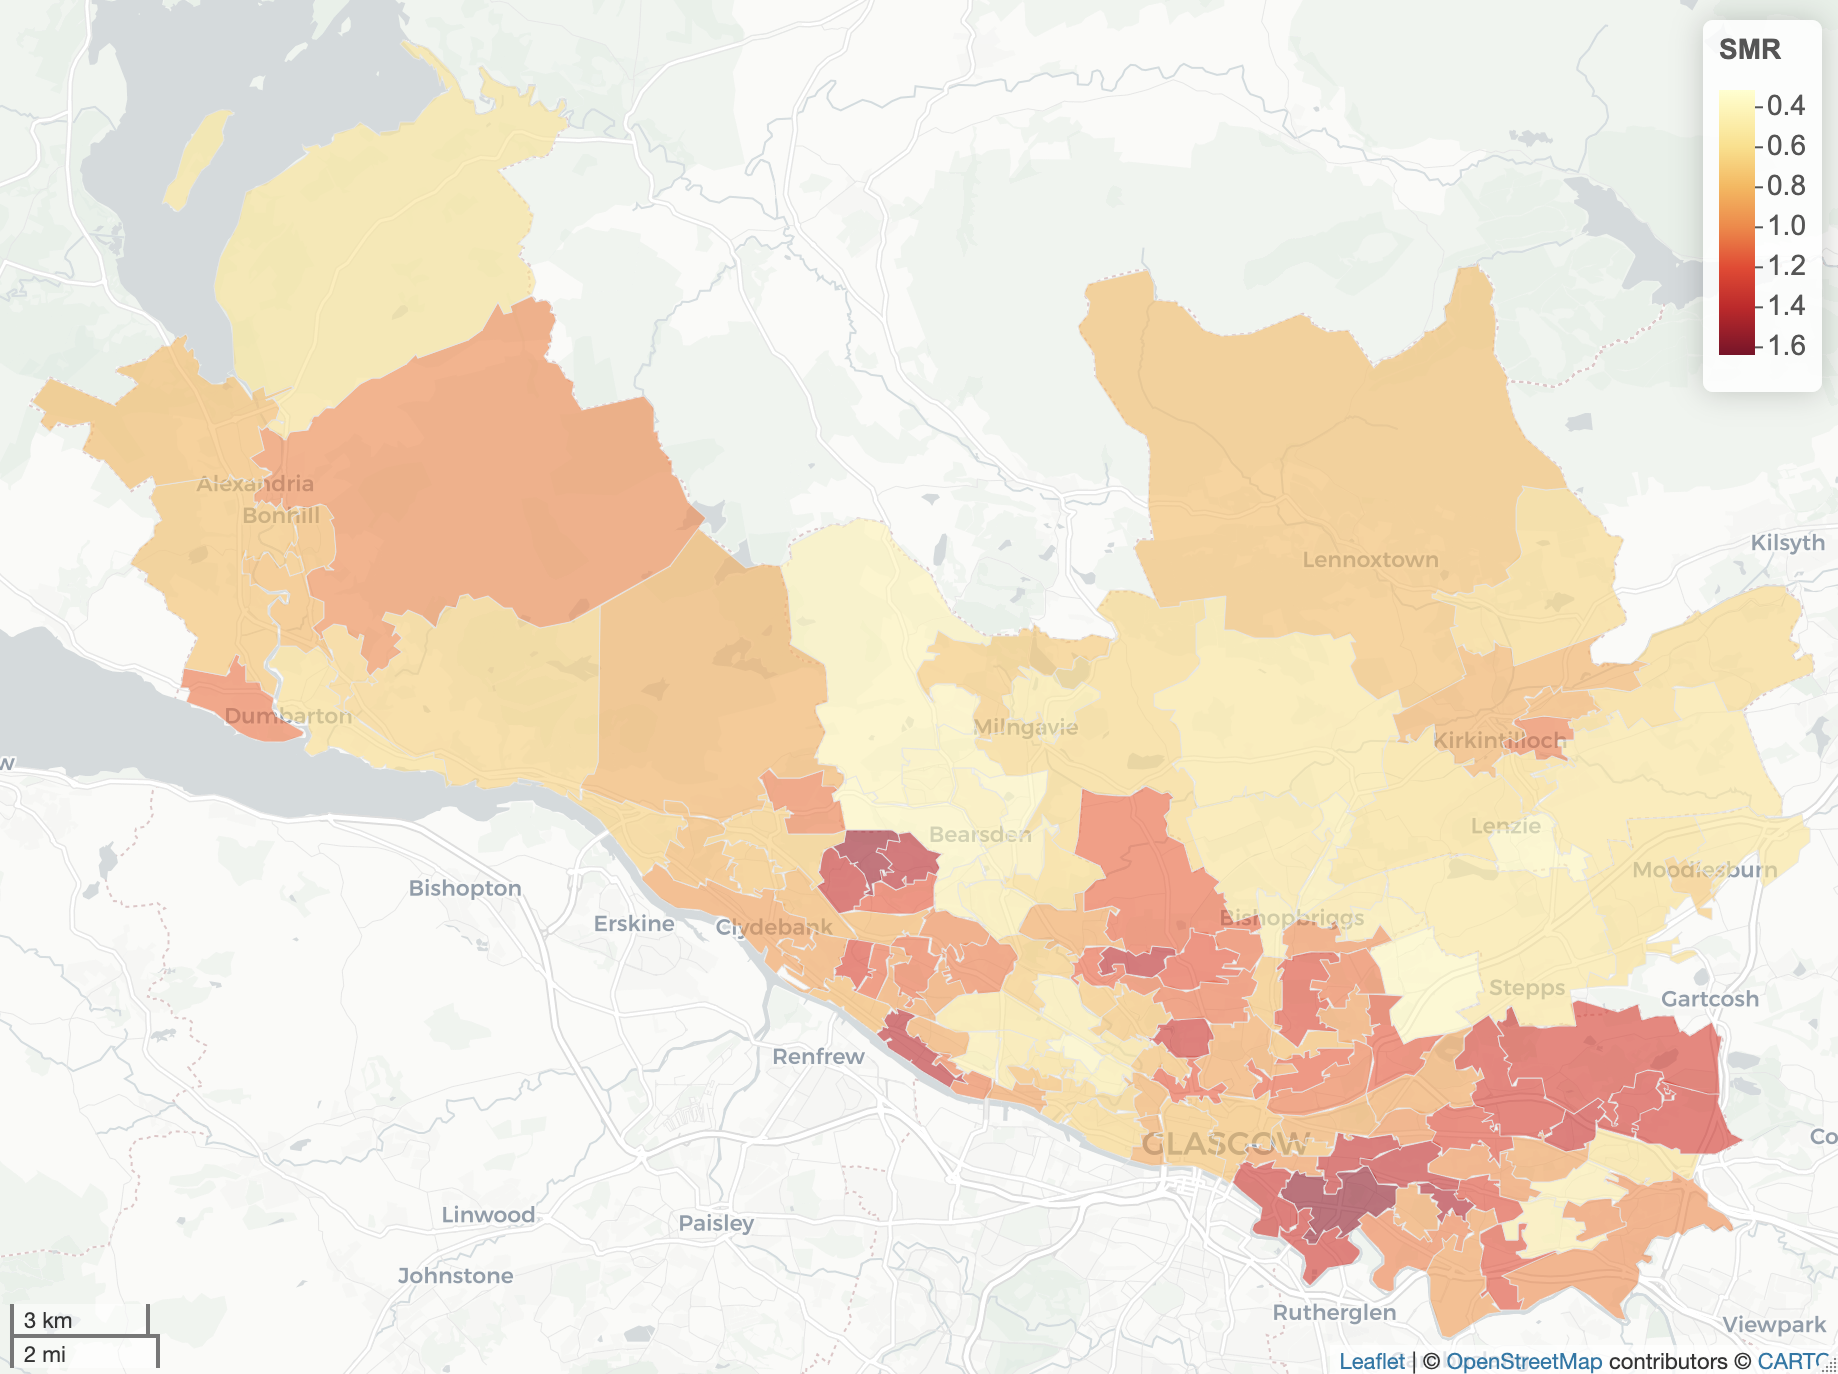 SMR
0.4
0.6
0.8
1.0
1.2
1.4
1.6
Alexandria
Bonhill
Kilsyth
Lennoxtown
Dumbarton
Milngavie
Kirkintilloch
w
Bearsden
Lenzie
Moodiesburn
Bishopton
Erskine
Clydebank
Bishopbriggs
Stepps
Gartcosh
Renfrew
GLASGOW
Co
Linwood
Paisley
Johnstone
Rutherglen
Viewpark
3 km
2 mi
Leaflet | © OpenStreetMap contributors © CARTO